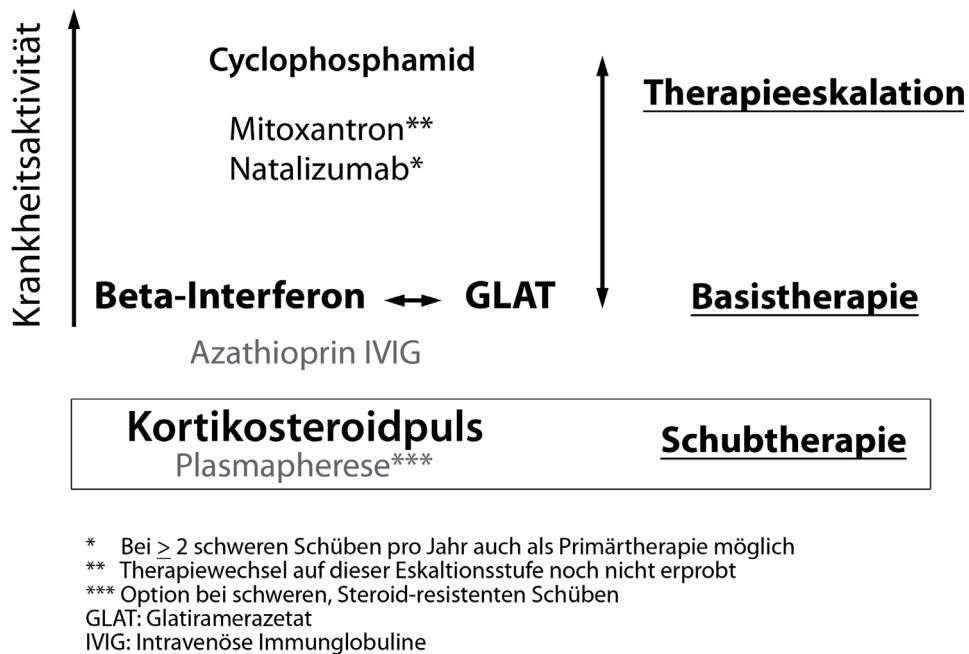 Krankheitsaktivität
Cyclophosphamid
Therapieeskalation
Mitoxantron**
Natalizumab*
Beta-Interferon GLAT Basistherapie
Azathioprin IVIG
Kortikosteroidpuls
Schubtherapie
Plasmapherese***
* Bei ≥ 2 schweren Schüben pro Jahr auch als Primärtherapie möglich
** Therapiewechsel auf dieser Eskaltionsstufe noch nicht erprobt
*** Option bei schweren, Steroid-resistenten Schüben
GLAT: Glatiramerazetat
IVIG: Intravenöse Immunglobuline